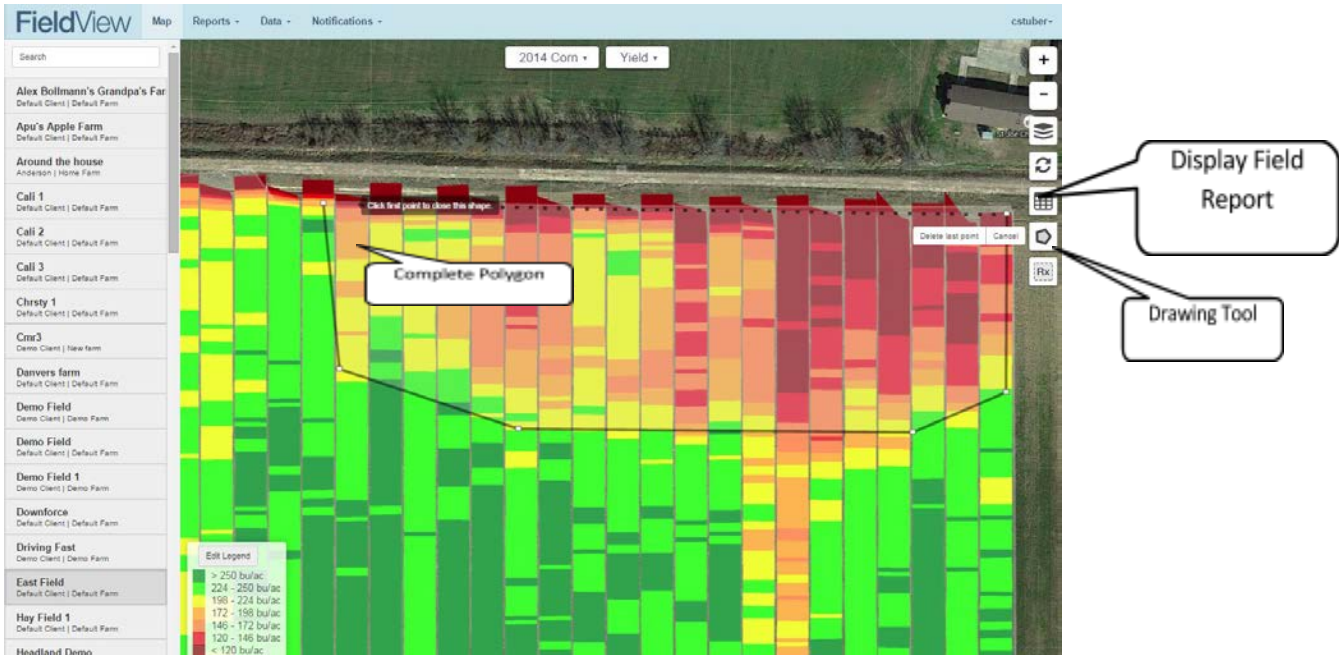 FieldView Map Reports Data Notifications cstuber
Search
2014 Corn Yield
Alex Bollmann's Grandpa's Far
Default Client | Default Farm
Apu's Apple Farm
Default Client | Default Farm
Around the house
Anderson | Home Farm
Cali 1
Default Client | Default Farm
Cali 2
Default Client | Default Farm
Cali 3
Default Client | Default Farm
Chrsty 1
Default Client | Default Farm
Cmr3
Demo Client | New farm
Danvers farm
Default Client | Default Farm
Demo Field
Demo Client | Demo Farm
Demo Field
Default Client | Default Farm
Demo Field 1
Demo Client | Demo Farm
Downforce
Default Client | Default Farm
Driving Fast
Demo Client | Demo Farm
East Field
Default Client | Default Farm
Hay Field 1
Default Client | Default Farm
Headland Demo
+
-
Click first point to close this shape.
Delete last point Cancel
Rx
Complete Polygon
Display Field
Report
Drawing Tool
Edit Legend
> 250 bu/ac
224 - 250 bu/ac
198 - 224 bu/ac
172 - 198 bu/ac
146 - 172 bu/ac
120 - 146 bu/ac
< 120 bu/ac